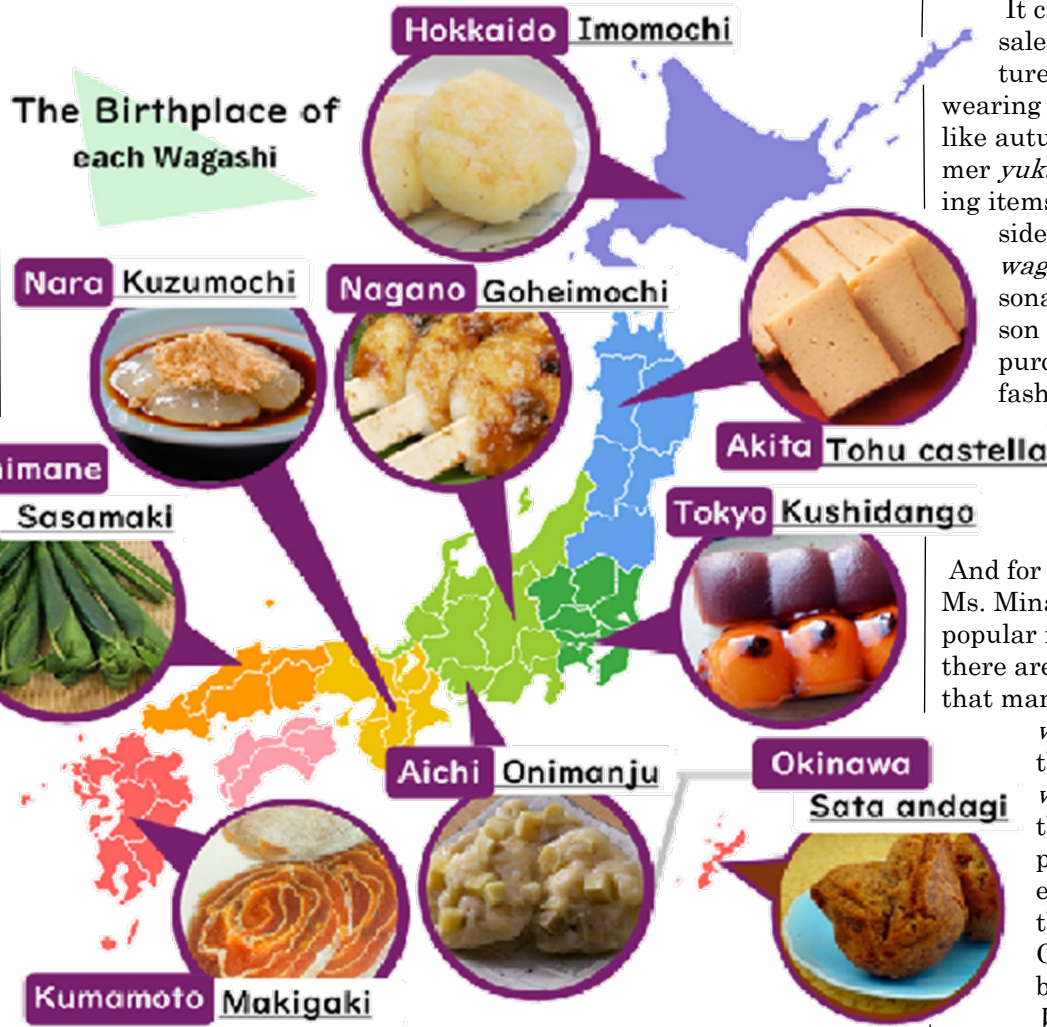 The Birthplace of
each Wagashi
Hokkaido Imomochi
Nara Kuzumochi
Nagano Goheimochi
Akita Tohu castella
himane
Sasamaki
Tokyo Kushidango
Aichi Onimanju
Okinawa
Sata andagi
Kumamoto Makigaki
It c
sale
ture
wearing
like autu
mer yuk
ing items
side
wag
sona
son
purc
fash
And for
Ms. Mina
popular i
there are
that mar